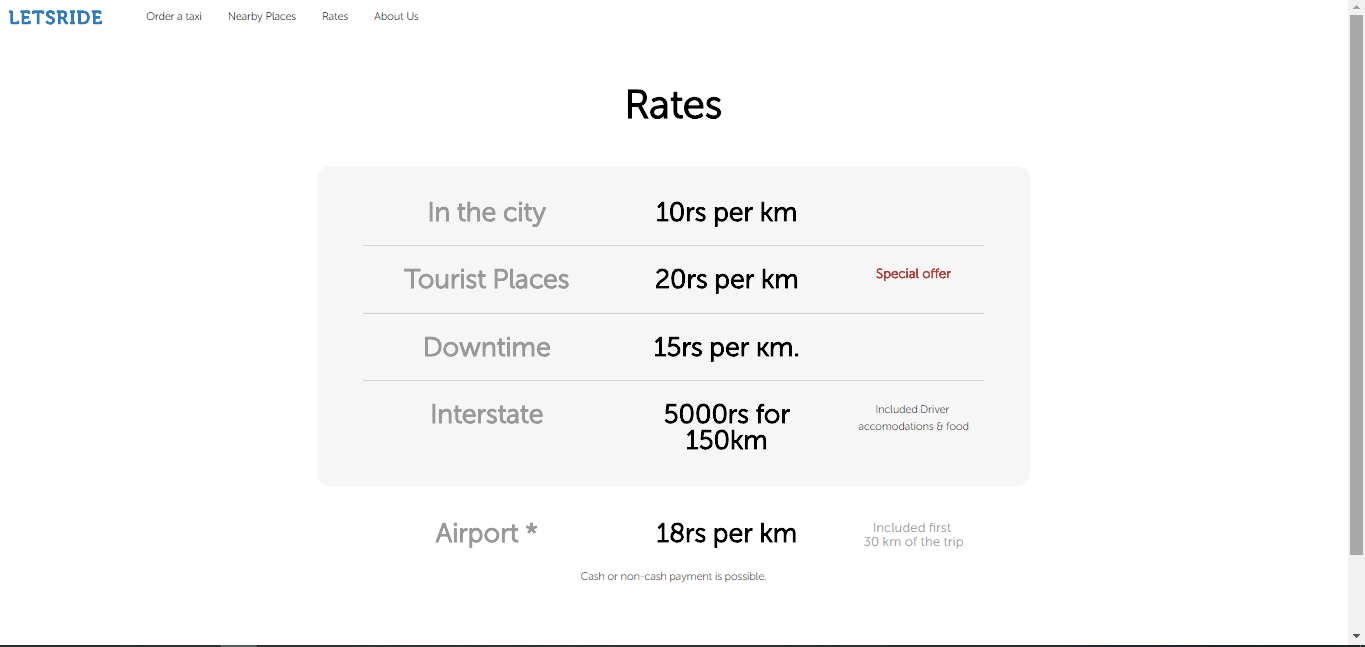 LETSRIDE Order a taxi Nearby Places Rates About Us
Rates
In the city 10rs per km
Tourist Places 20rs per km Special offer
Downtime 15rs per км.
Interstate 5000rs for Included Driver
150km accomodations & food
Airport * 18rs per km Included first
30 km of the trip
Cash or non-cash payment is possible.